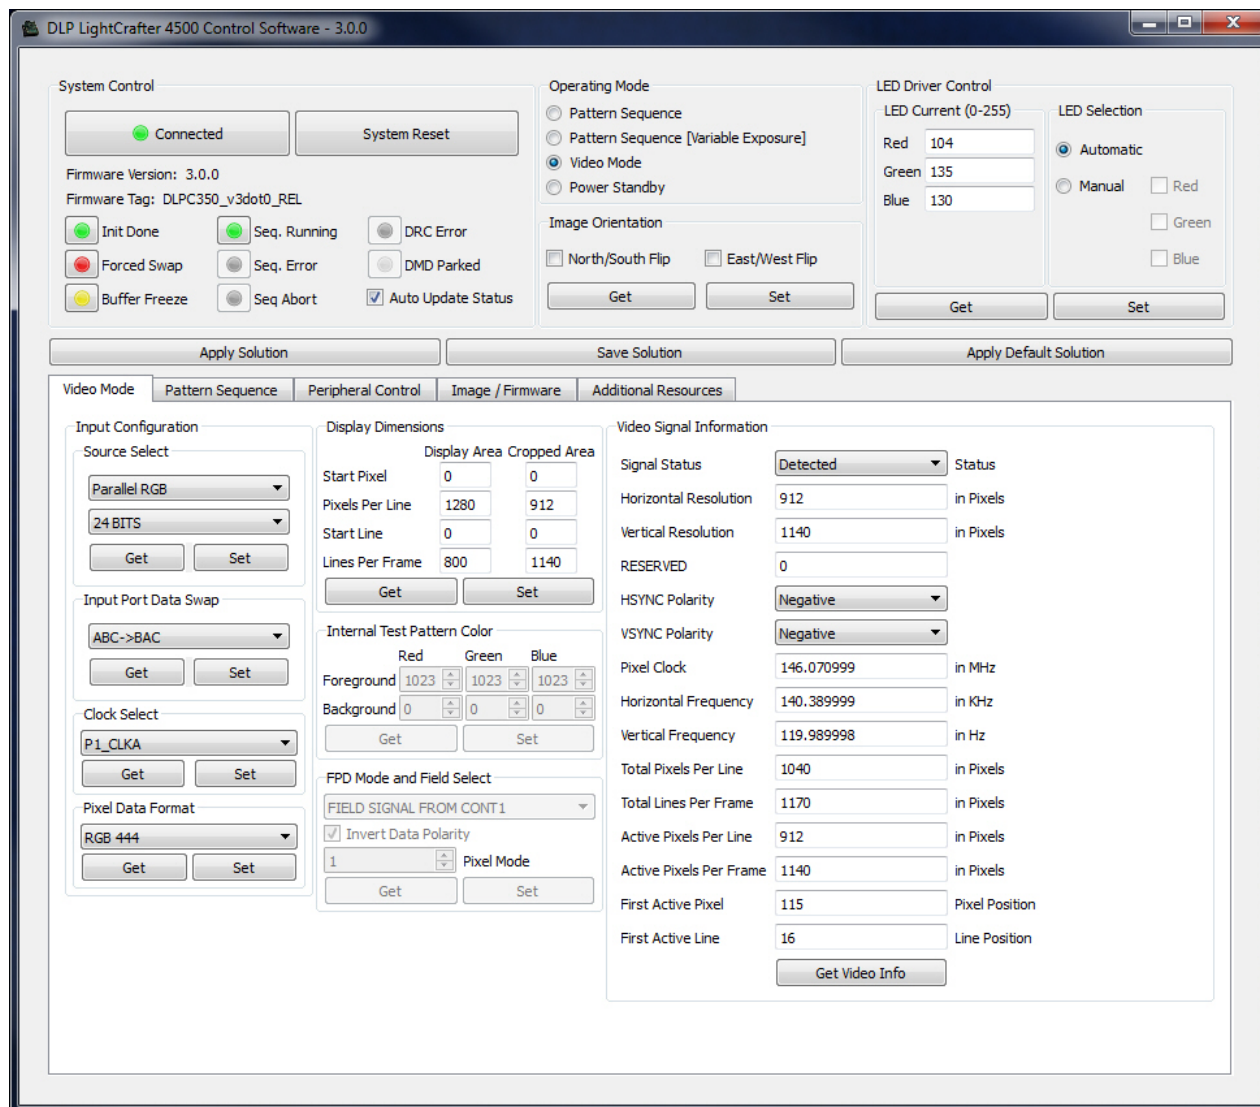 DLP LightCrafter 4500 Control Software - 3.0.0
System Control
Connected
System Reset
Firmware Version: 3.0.0
Firmware Tag: DLPC350_v3dot0_REL
Init Done
Seq. Running
DRC Error
Forced Swap
Seq. Error
DMD Parked
Buffer Freeze
Seq Abort
Auto Update Status
Operating Mode
Pattern Sequence
Pattern Sequence [Variable Exposure]
Video Mode
Power Standby
Image Orientation
North/South Flip
East/West Flip
Get
Set
LED Driver Control
LED Current (0-255)
Red 104
Green 135
Blue 130
LED Selection
Automatic
Manual
Red
Green
Blue
Get
Set
Apply Solution
Save Solution
Apply Default Solution
Video Mode
Pattern Sequence
Peripheral Control
Image / Firmware
Additional Resources
Input Configuration
Source Select
Parallel RGB
24 BITS
Get
Set
Input Port Data Swap
ABC->BAC
Get
Set
Clock Select
P1_CLKA
Get
Set
Pixel Data Format
RGB 444
Get
Set
Display Dimensions
Display Area Cropped Area
Start Pixel 0 0
Pixels Per Line 1280 912
Start Line 0 0
Lines Per Frame 800 1140
Get
Set
Internal Test Pattern Color
Red Green Blue
Foreground 1023 1023 1023
Background 0 0 0
Get
Set
FPD Mode and Field Select
FIELD SIGNAL FROM CONT1
Invert Data Polarity
1 Pixel Mode
Get
Set
Video Signal Information
Signal Status Detected Status
Horizontal Resolution 912 in Pixels
Vertical Resolution 1140 in Pixels
RESERVED 0
HSYNC Polarity Negative
VSYNC Polarity Negative
Pixel Clock 146.070999 in MHz
Horizontal Frequency 140.389999 in KHz
Vertical Frequency 119.989998 in Hz
Total Pixels Per Line 1040 in Pixels
Total Lines Per Frame 1170 in Pixels
Active Pixels Per Line 912 in Pixels
Active Pixels Per Frame 1140 in Pixels
First Active Pixel 115 Pixel Position
First Active Line 16 Line Position
Get Video Info